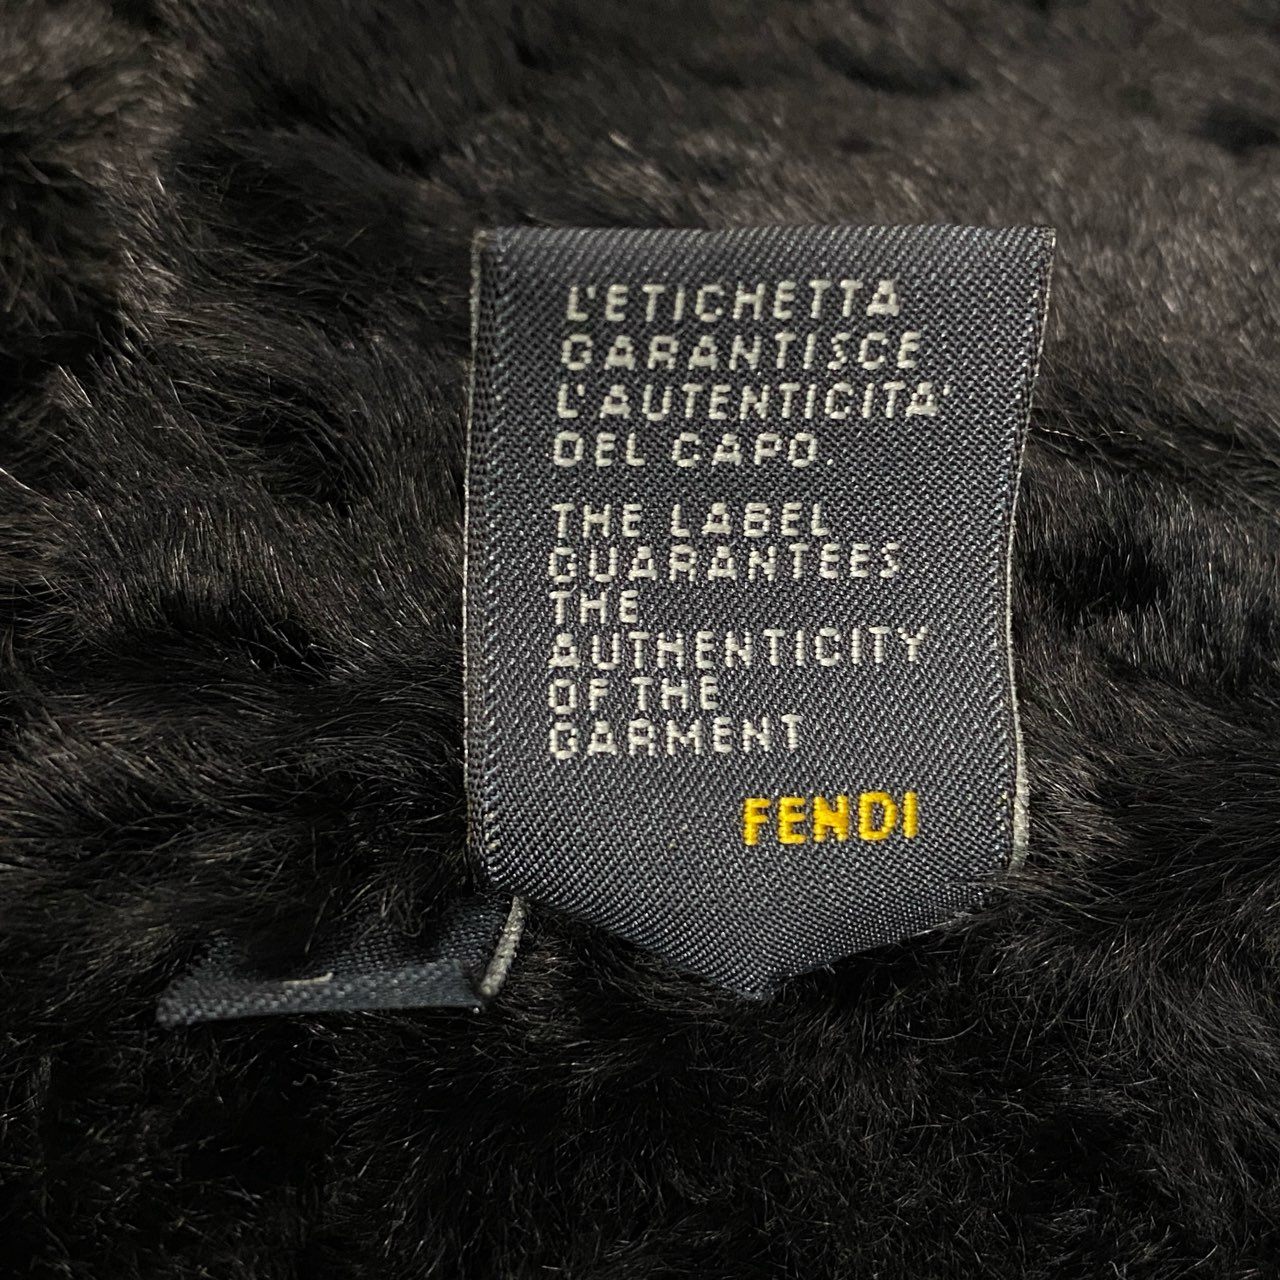 L'ETICHETTA
GARANTISCE
L'AUTENTICITA'
DEL CAPO.
THE LABEL
GUARANTEES
THE
AUTHENTICITY
OF THE
GARMENT
FENDI